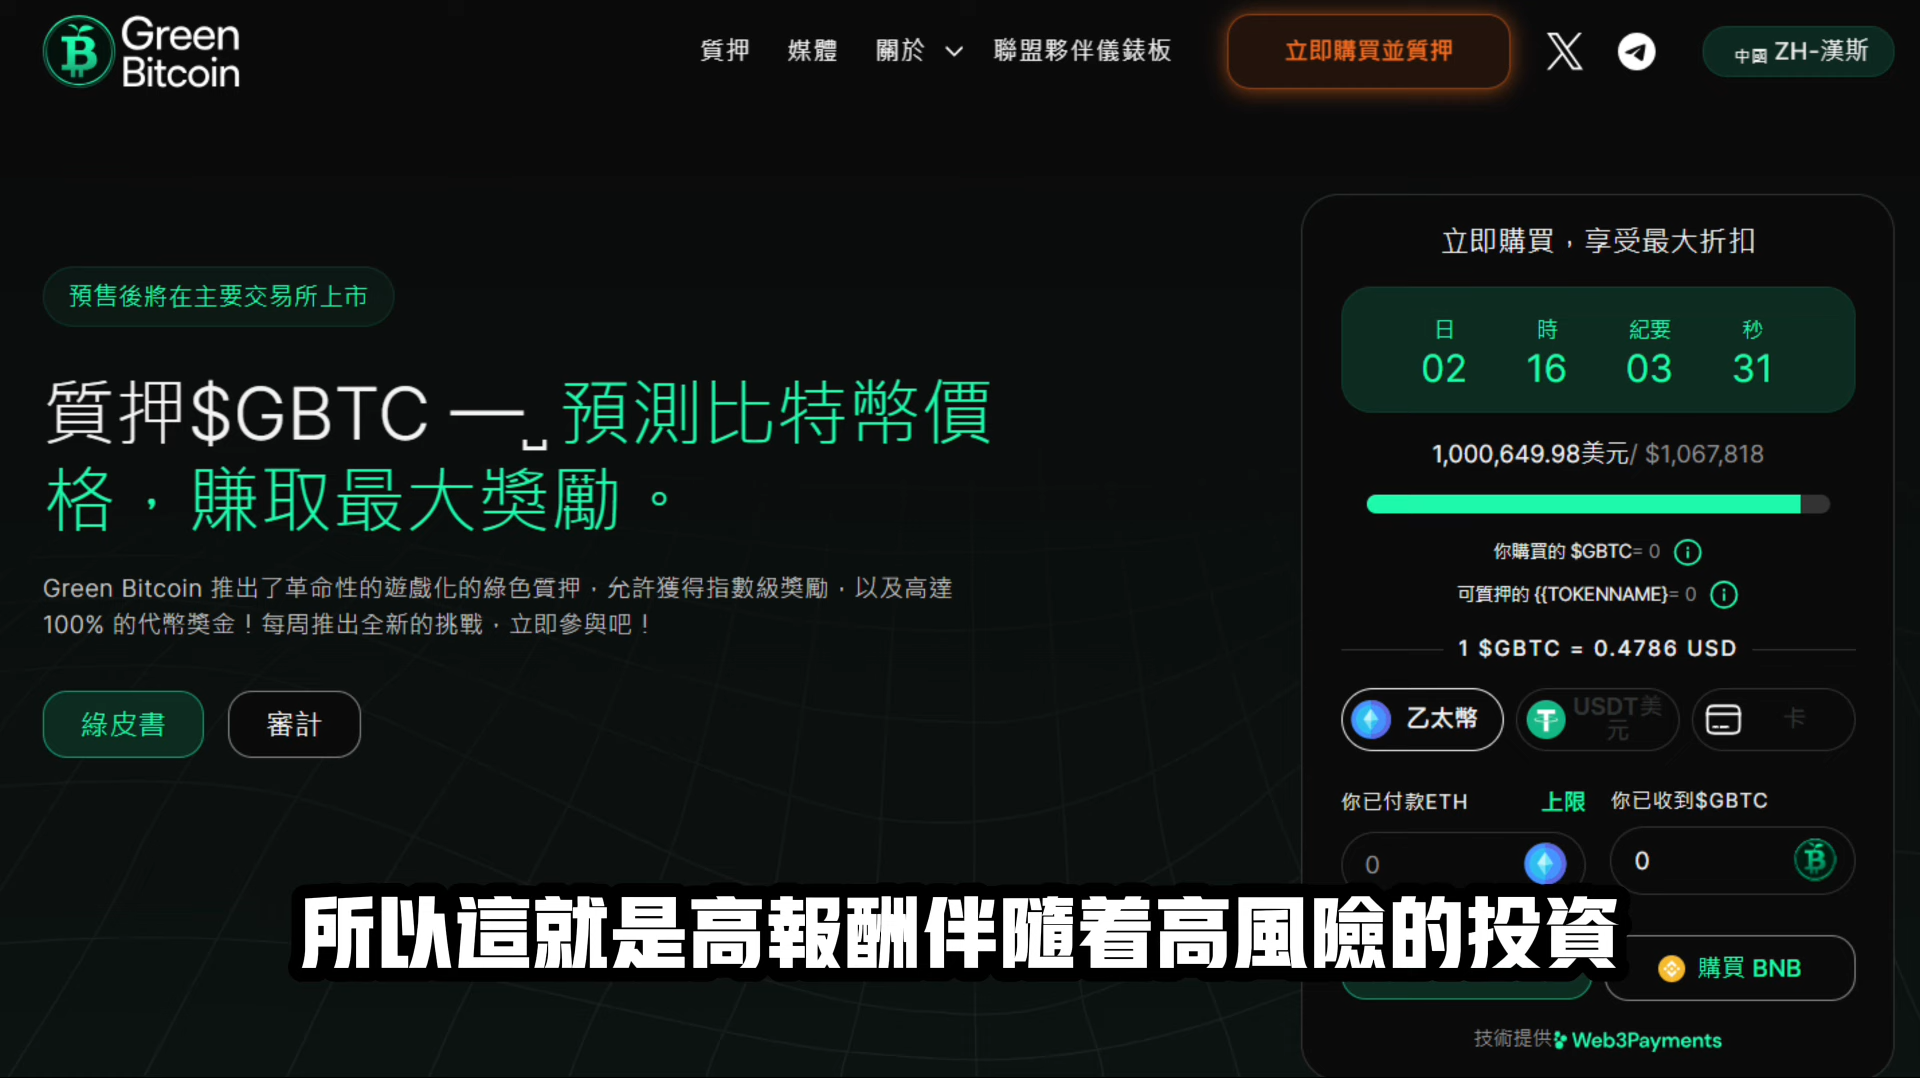 Green
Bitcoin
質押
媒體
關於
聯盟夥伴儀錶板
立即購買並質押
中國 ZH-漢斯
預售後將在主要交易所上市
質押$GBTC —␣預測比特幣價
格，賺取最大獎勵。
Green Bitcoin 推出了革命性的遊戲化的綠色質押，允許獲得指數級獎勵，以及高達
100% 的代幣獎金！每周推出全新的挑戰，立即參與吧！
綠皮書
審計
立即購買，享受最大折扣
日 時 紀要 秒
02 16 03 31
1,000,649.98美元/ $1,067,818
你購買的 $GBTC= 0
可質押的 {{TOKENNAME}= 0
1 $GBTC = 0.4786 USD
乙太幣
USDT美
元
卡
你已付款ETH
上限
你已收到$GBTC
0
0
所以這就是高報酬伴隨着高風險的投資
購買 BNB
技術提供 Web3Payments